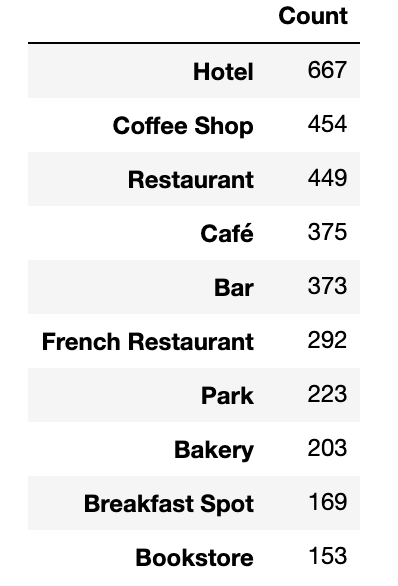 Count
Hotel 667
Coffee Shop 454
Restaurant 449
Café 375
Bar 373
French Restaurant 292
Park 223
Bakery 203
Breakfast Spot 169
Bookstore 153